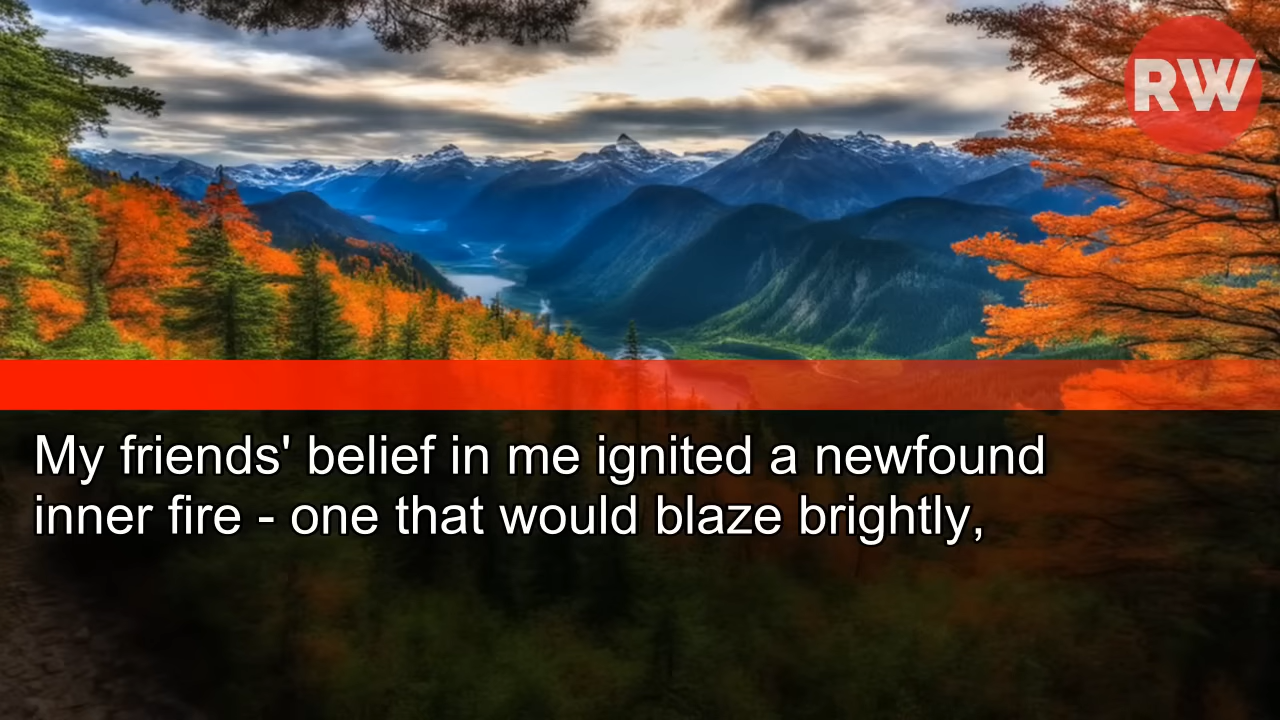 RW
My friends' belief in me ignited a newfound
inner fire - one that would blaze brightly,